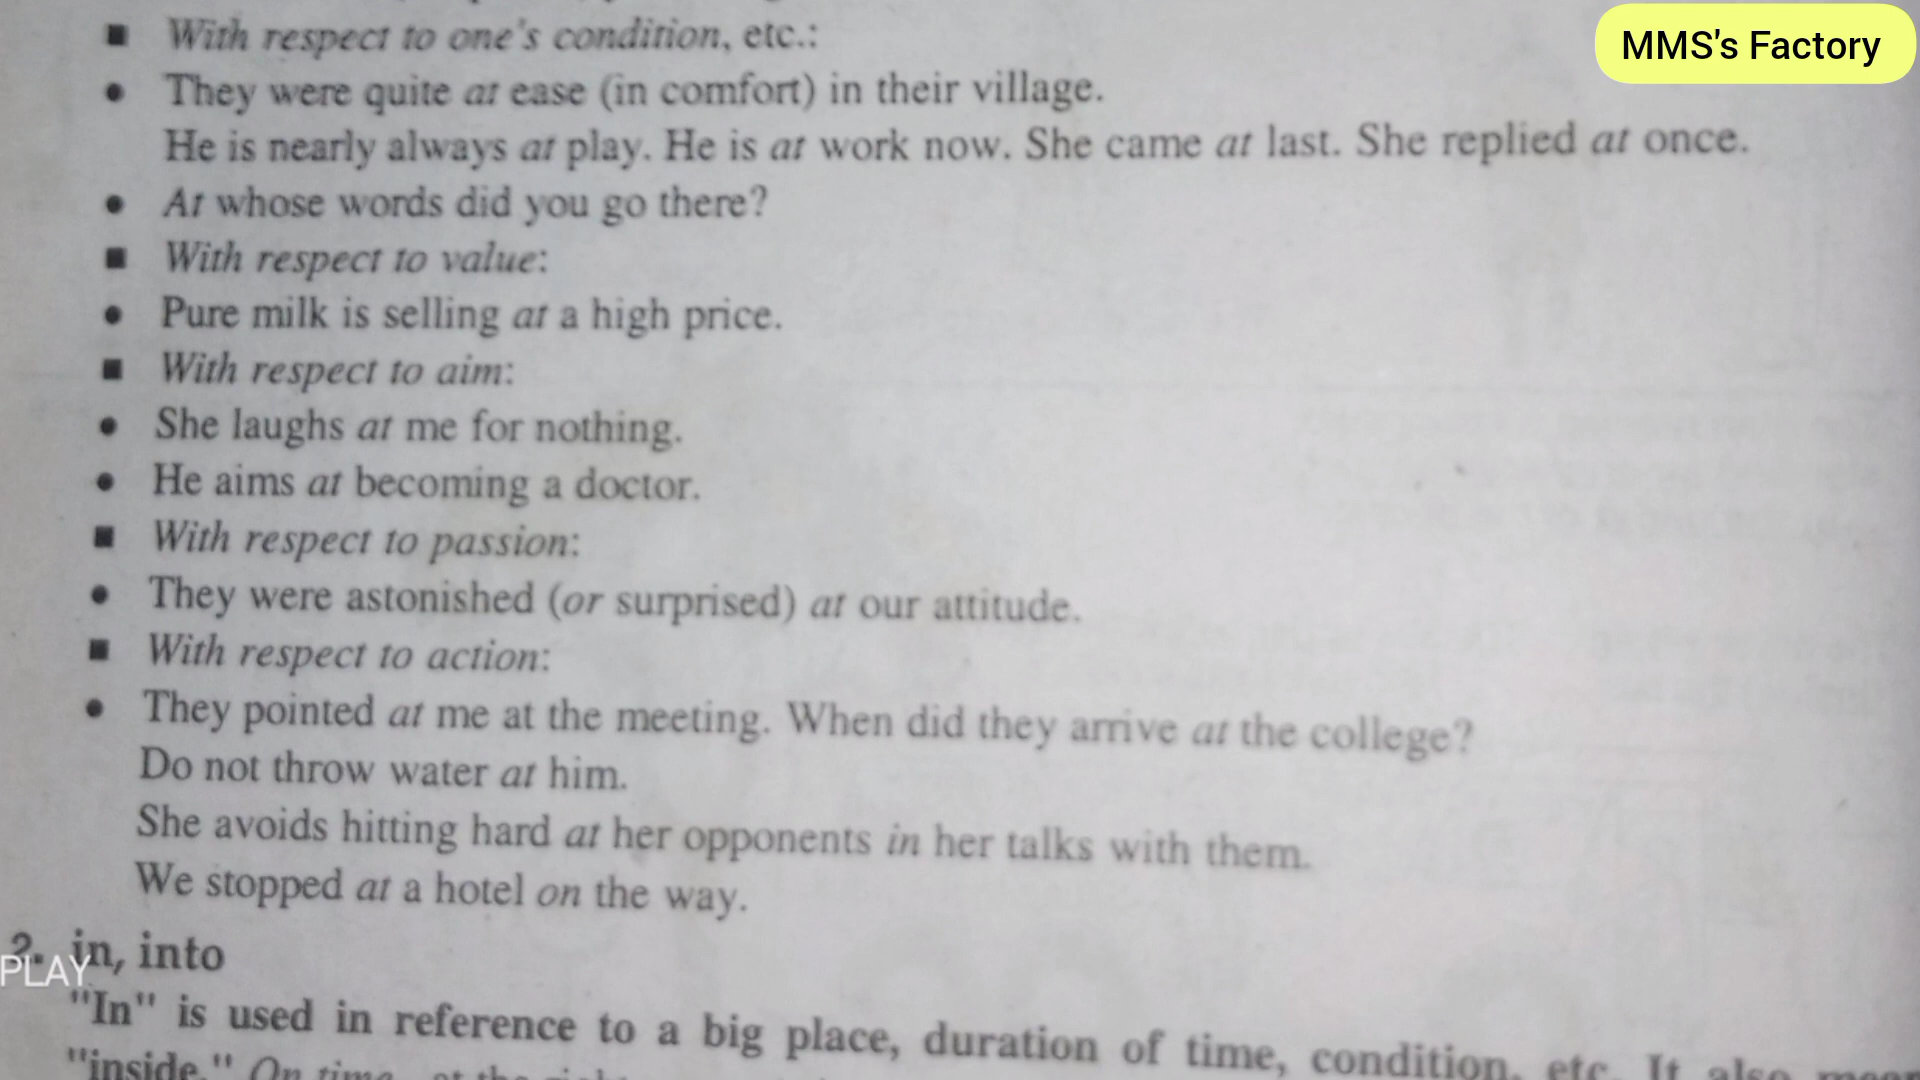 MMS's Factory
■ With respect to one's condition, etc.:
● They were quite at ease (in comfort) in their village.
He is nearly always at play. He is at work now. She came at last. She replied at once.
● At whose words did you go there?
■ With respect to value:
● Pure milk is selling at a high price.
■ With respect to aim:
● She laughs at me for nothing.
● He aims at becoming a doctor.
■ With respect to passion:
● They were astonished (or surprised) at our attitude.
■ With respect to action:
● They pointed at me at the meeting. When did they arrive at the college?
Do not throw water at him.
She avoids hitting hard at her opponents in her talks with them.
We stopped at a hotel on the way.
2. in, into
PLAY
"In" is used in reference to a big place, duration of time, condition, etc. It also
"inside." On time at the